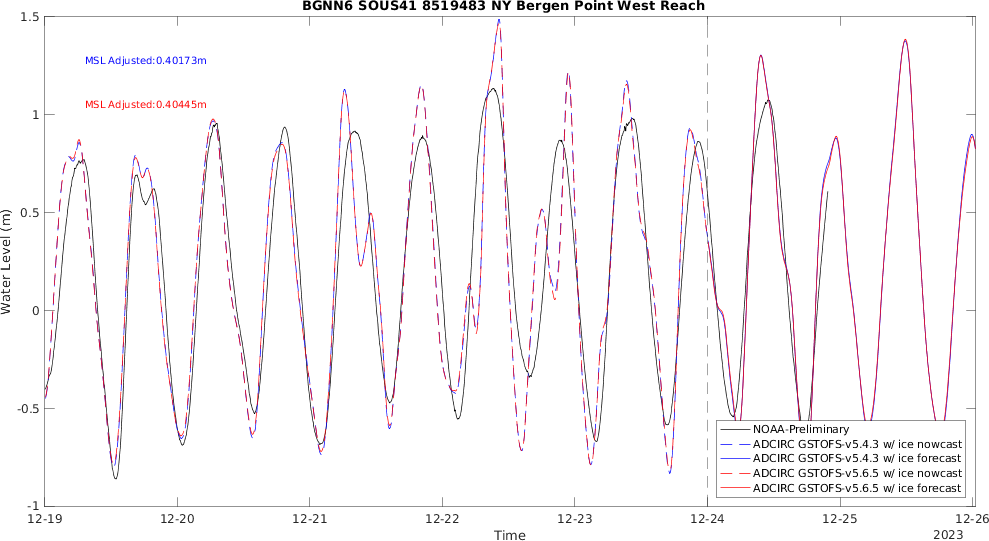 BGNN6 SOUS41 8519483 NY Bergen Point West Reach
MSL Adjusted:0.40173m
MSL Adjusted:0.40445m
Water Level (m)
1.5
1
0.5
0
-0.5
-1
12-19
12-20
12-21
12-22
12-23
12-24
12-25
12-26
Time
2023
NOAA-Preliminary
ADCIRC GSTOFS-v5.4.3 w/ ice nowcast
ADCIRC GSTOFS-v5.4.3 w/ ice forecast
ADCIRC GSTOFS-v5.6.5 w/ ice nowcast
ADCIRC GSTOFS-v5.6.5 w/ ice forecast